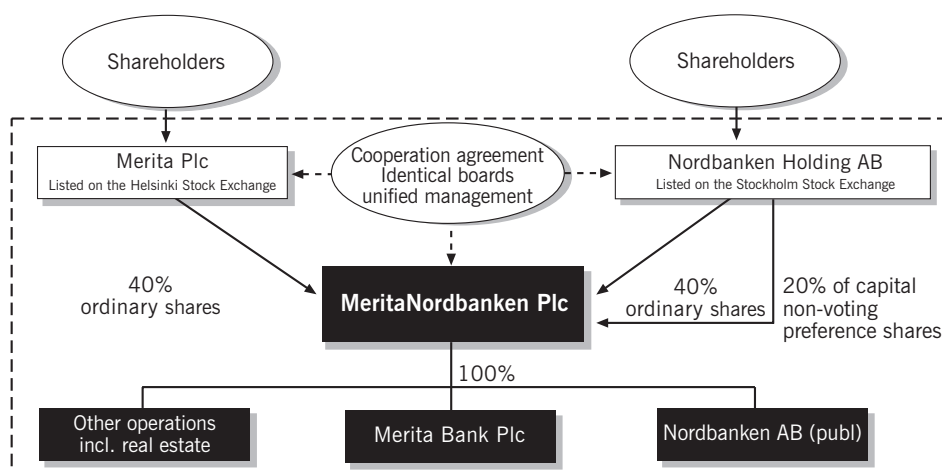 Shareholders
Shareholders
Merita Plc
Listed on the Helsinki Stock Exchange
Cooperation agreement
Identical boards
unified management
Nordbanken Holding AB
Listed on the Stockholm Stock Exchange
40%
ordinary shares
MeritaNordbanken Plc
40%
ordinary shares
20% of capital
non-voting
preference shares
100%
Other operations
incl. real estate
Merita Bank Plc
Nordbanken AB (publ)